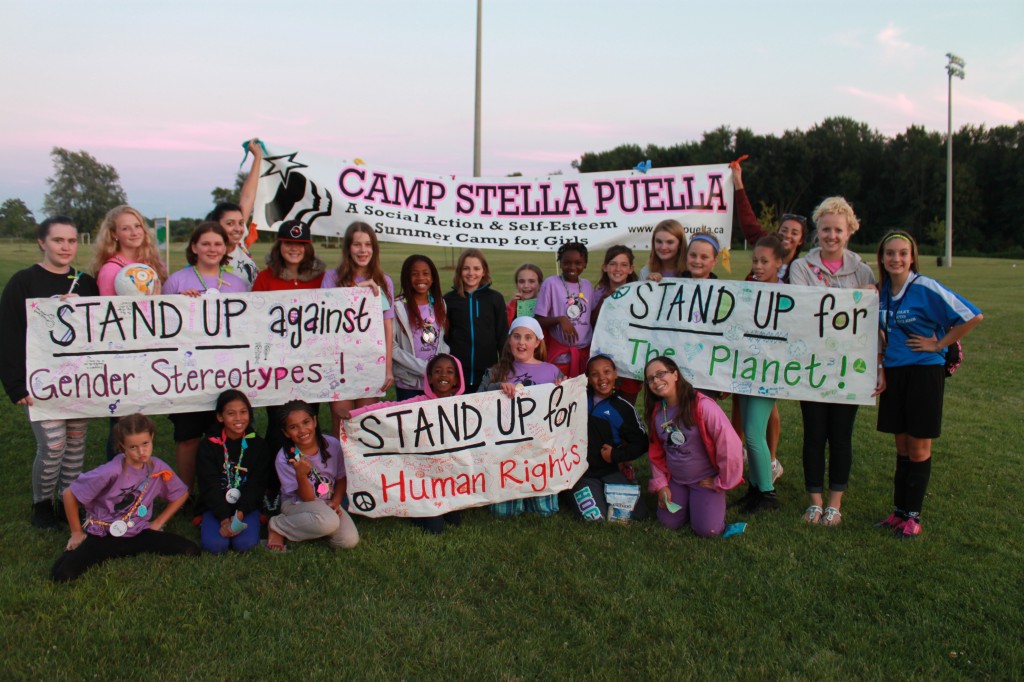 CAMP STELLA PUELLA
A Social Action & Self-Esteem
Summer Camp for Girls
STAND UP against
Gender Stereotypes!
STAND UP for
The Planet!
STAND UP for
Human Rights